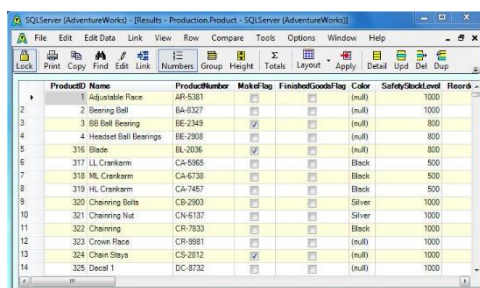 SQLServer (AdventureWorks) - [Results - Production.Product - SQLServer (AdventureWorks)]
File Edit Edit Data Link View Row Compare Tools Options Window Help
Lock Print Copy Find Edit Link Numbers Group Height Totals Layout Apply Detail Upd Del Dup
ProductID Name ProductNumber MakeFlag FinishedGoodsFlag Color SafetyStockLevel Reord
1 Adjustable Race AR-5381 (null) 1000
2 2 Bearing Ball BA-8327 (null) 1000
3 3 BB Ball Bearing BE-2349 (null) 800
4 4 Headset Ball Bearings BE-2908 (null) 800
5 316 Blade BL-2036 (null) 800
6 317 LL Crankarm CA-5965 Black 500
7 318 ML Crankarm CA-6738 Black 500
8 319 HL Crankarm CA-7457 Black 500
9 320 Chainring Bolts CB-2903 Silver 1000
10 321 Chainring Nut CN-6137 Silver 1000
11 322 Chainring CR-7833 Black 1000
12 323 Crown Race CR-9981 (null) 1000
13 324 Chain Stays CS-2812 (null) 1000
14 325 Decal 1 DC-8732 (null) 1000